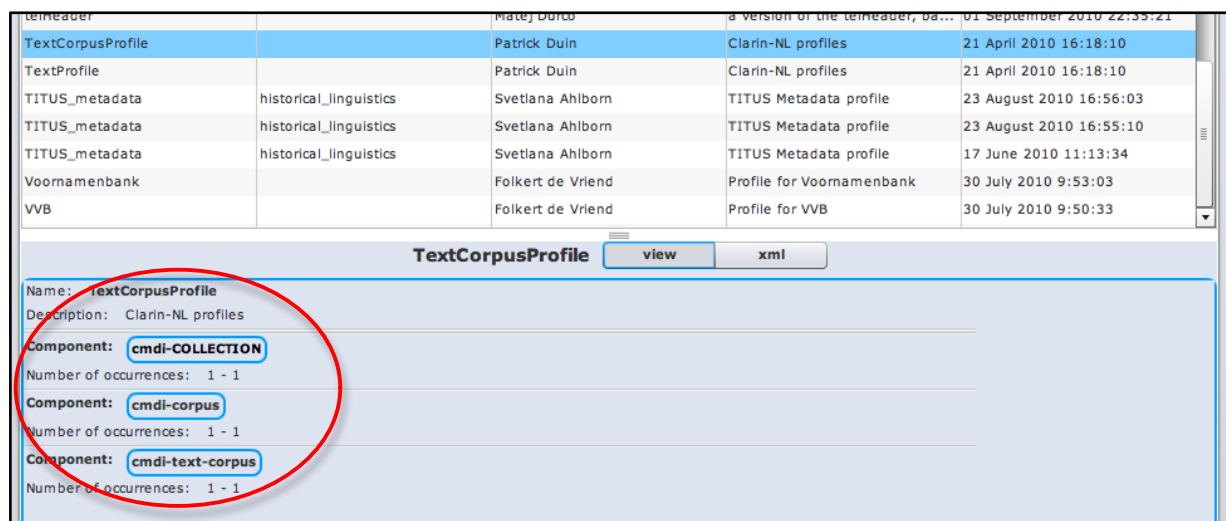 teiHeader Matej Durco a version of the teiHeader, ba... 01 September 2010 22:35:21
TextCorpusProfile Patrick Duin Clarin-NL profiles 21 April 2010 16:18:10
TextProfile Patrick Duin Clarin-NL profiles 21 April 2010 16:18:10
TITUS_metadata historical_linguistics Svetlana Ahlborn TITUS Metadata profile 23 August 2010 16:56:03
TITUS_metadata historical_linguistics Svetlana Ahlborn TITUS Metadata profile 23 August 2010 16:55:10
TITUS_metadata historical_linguistics Svetlana Ahlborn TITUS Metadata profile 17 June 2010 11:13:34
Voornamenbank Folkert de Vriend Profile for Voornamenbank 30 July 2010 9:53:03
VVB Folkert de Vriend Profile for VVB 30 July 2010 9:50:33
TextCorpusProfile view xml
Name: TextCorpusProfile
Description: Clarin-NL profiles
Component: cmdi-COLLECTION
Number of occurrences: 1 - 1
Component: cmdi-corpus
Number of occurrences: 1 - 1
Component: cmdi-text-corpus
Number of occurrences: 1 - 1